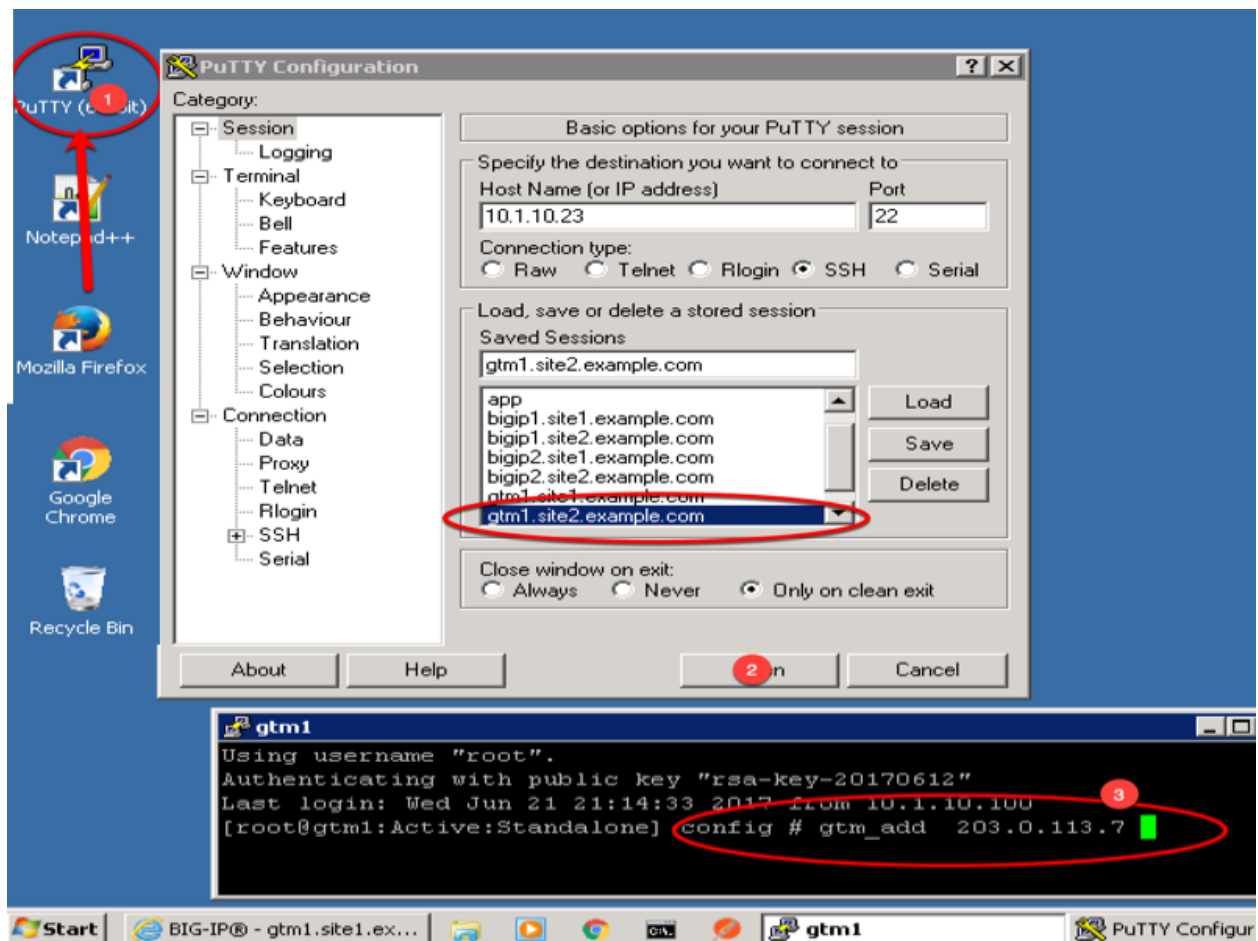 PuTTY Configuration
PuTTY (64-bit)
1
Notepad++
Mozilla Firefox
Google
Chrome
Recycle Bin
Category:
Session
Logging
Terminal
Keyboard
Bell
Features
Window
Appearance
Behaviour
Translation
Selection
Colours
Connection
Data
Proxy
Telnet
Rlogin
SSH
Serial
Basic options for your PuTTY session
Specify the destination you want to connect to
Host Name (or IP address) Port
10.1.10.23 22
Connection type:
Raw Telnet Rlogin SSH Serial
Load, save or delete a stored session
Saved Sessions
gtm1.site2.example.com
app
bigip1.site1.example.com
bigip1.site2.example.com
bigip2.site1.example.com
bigip2.site2.example.com
gtm1.site1.example.com
gtm1.site2.example.com
Load
Save
Delete
Close window on exit:
Always Never Only on clean exit
About Help 2 Cancel
gtm1
Using username "root".
Authenticating with public key "rsa-key-20170612"
Last login: Wed Jun 21 21:14:33 2017 from 10.1.10.100
3
[root@gtm1:Active:Standalone] config # gtm_add 203.0.113.7
Start BIG-IP® - gtm1.site1.ex... gtm1 PuTTY Configur